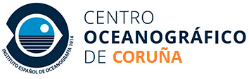 CENTRO
OCEANOGRÁFICO
DE CORUÑA
INSTITUTO ESPAÑOL DE OCEANOGRAFÍA 1914